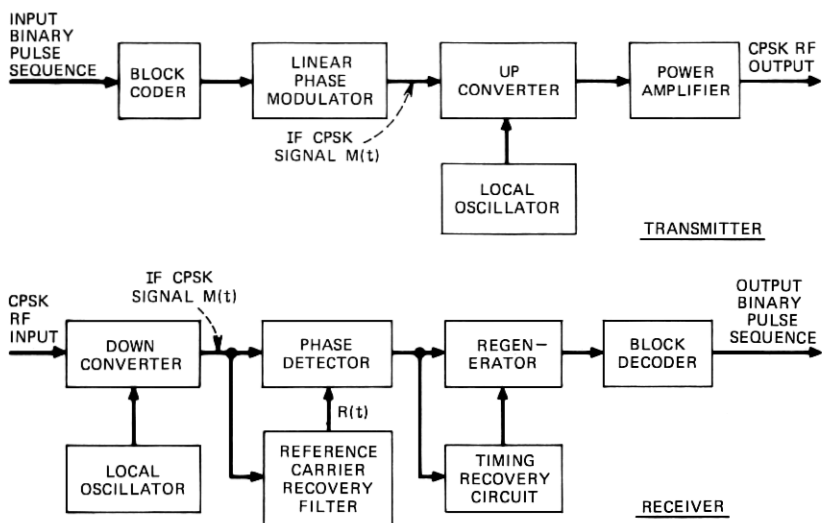 INPUT
BINARY
PULSE
SEQUENCE
BLOCK
CODER
LINEAR
PHASE
MODULATOR
IF CPSK
SIGNAL M(t)
UP
CONVERTER
LOCAL
OSCILLATOR
POWER
AMPLIFIER
CPSK RF
OUTPUT
TRANSMITTER
CPSK
RF
INPUT
DOWN
CONVERTER
LOCAL
OSCILLATOR
IF CPSK
SIGNAL M(t)
PHASE
DETECTOR
R(t)
REFERENCE
CARRIER
RECOVERY
FILTER
REGEN-
ERATOR
TIMING
RECOVERY
CIRCUIT
BLOCK
DECODER
OUTPUT
BINARY
PULSE
SEQUENCE
RECEIVER